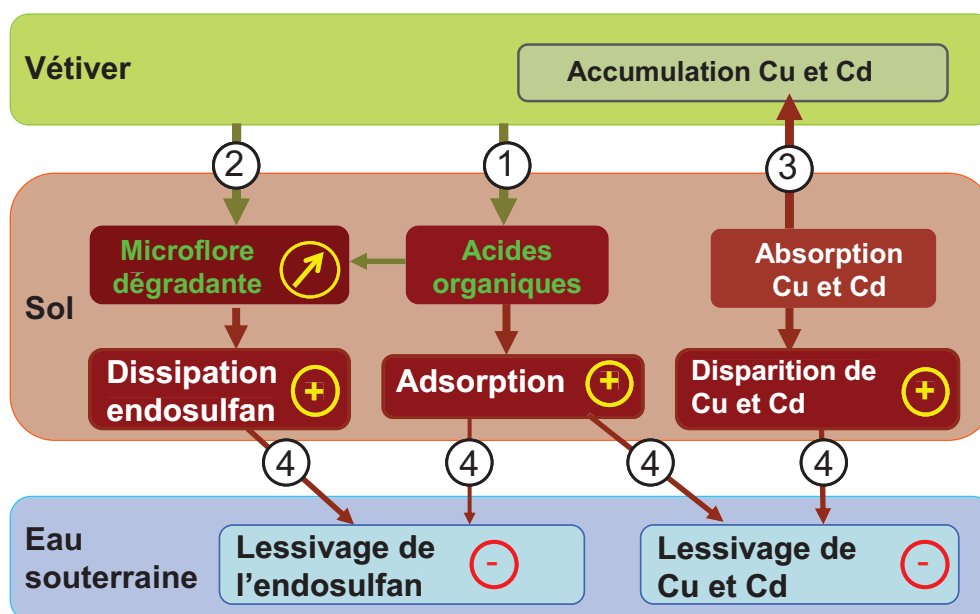 Vétiver
Accumulation Cu et Cd
2
1
3
Microflore
dégradante
Acides
organiques
Absorption
Cu et Cd
Sol
Dissipation
endosulfan
+
Adsorption
+
Disparition de
Cu et Cd
+
4
4
4
4
Eau
souterraine
Lessivage de
l'endosulfan
-
Lessivage de
Cu et Cd
-